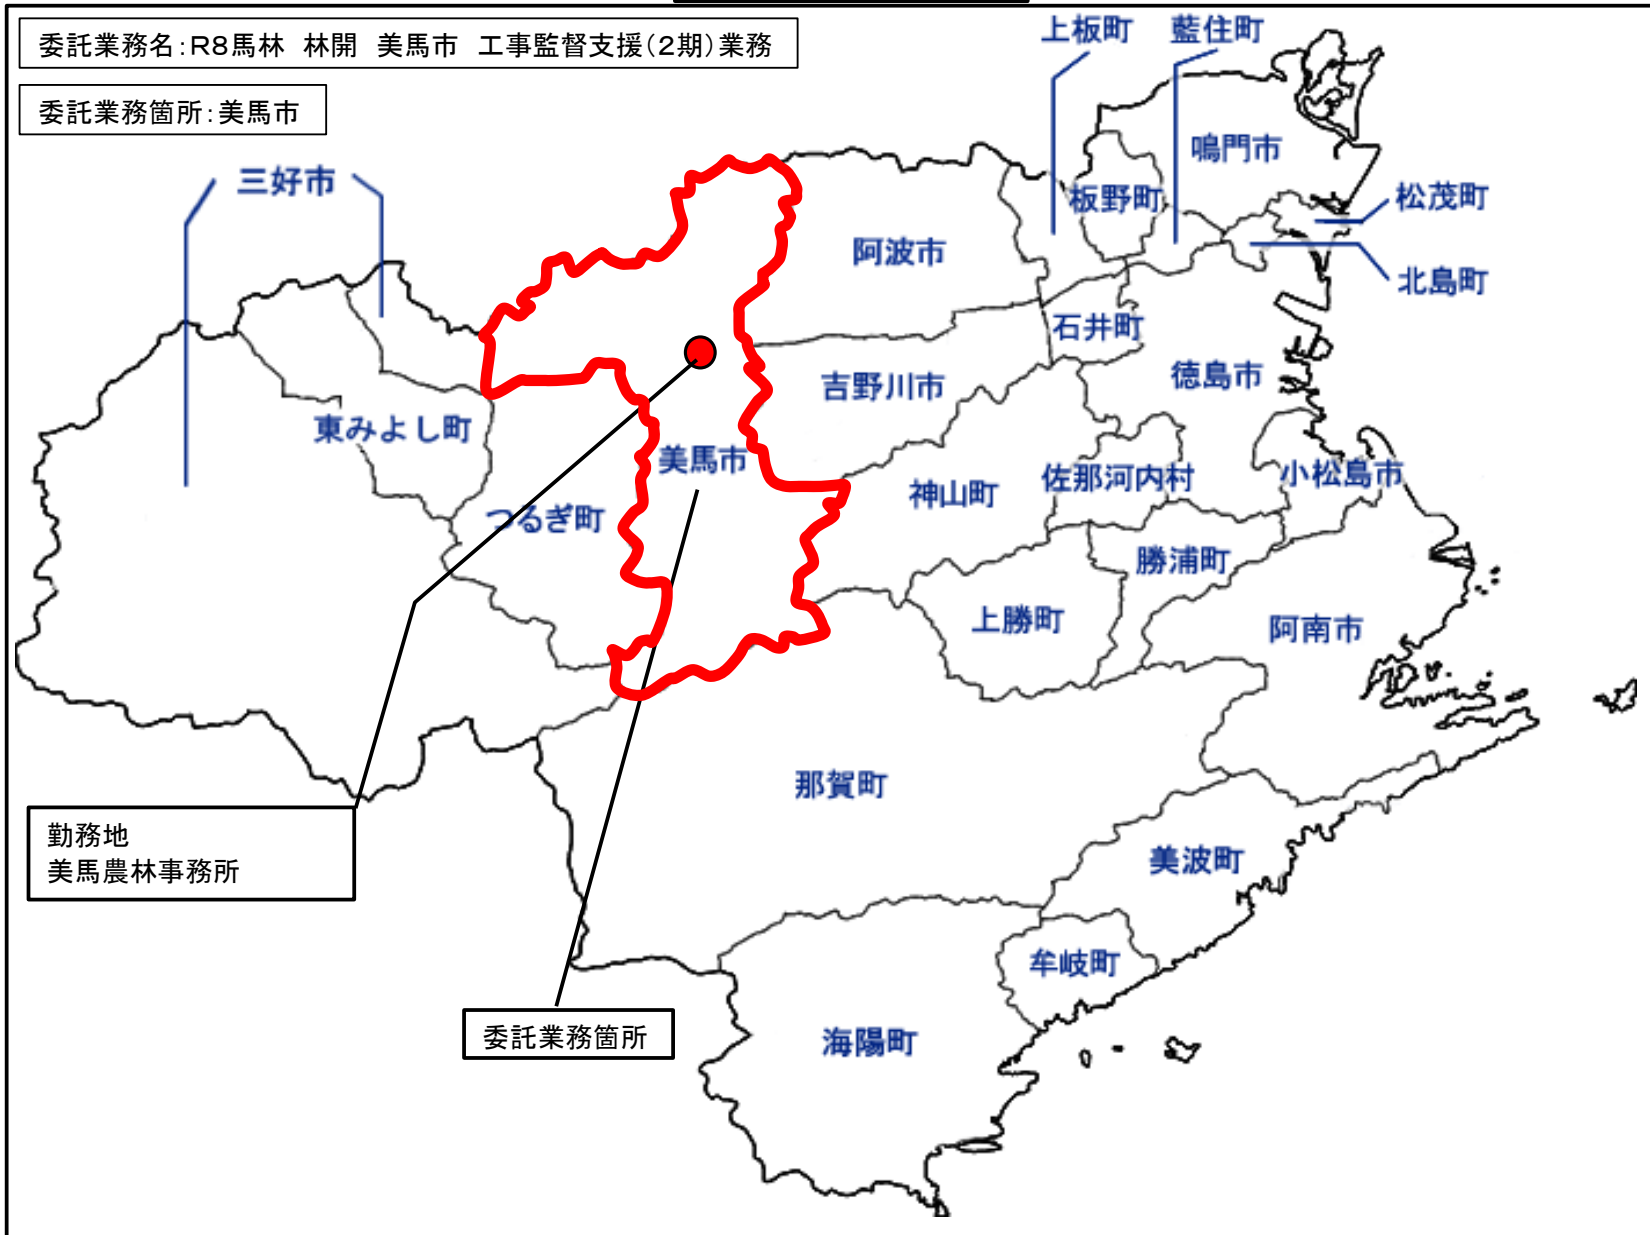 委託業務名：R8馬林　林開　美馬市　工事監督支援（2期）業務
委託業務箇所：美馬市
上板町
藍住町
鳴門市
三好市
板野町
松茂町
阿波市
北島町
石井町
徳島市
吉野川市
東みよし町
美馬市
小松島市
佐那河内村
神山町
つるぎ町
勝浦町
上勝町
阿南市
那賀町
勤務地
美馬農林事務所
美波町
牟岐町
委託業務箇所
海陽町